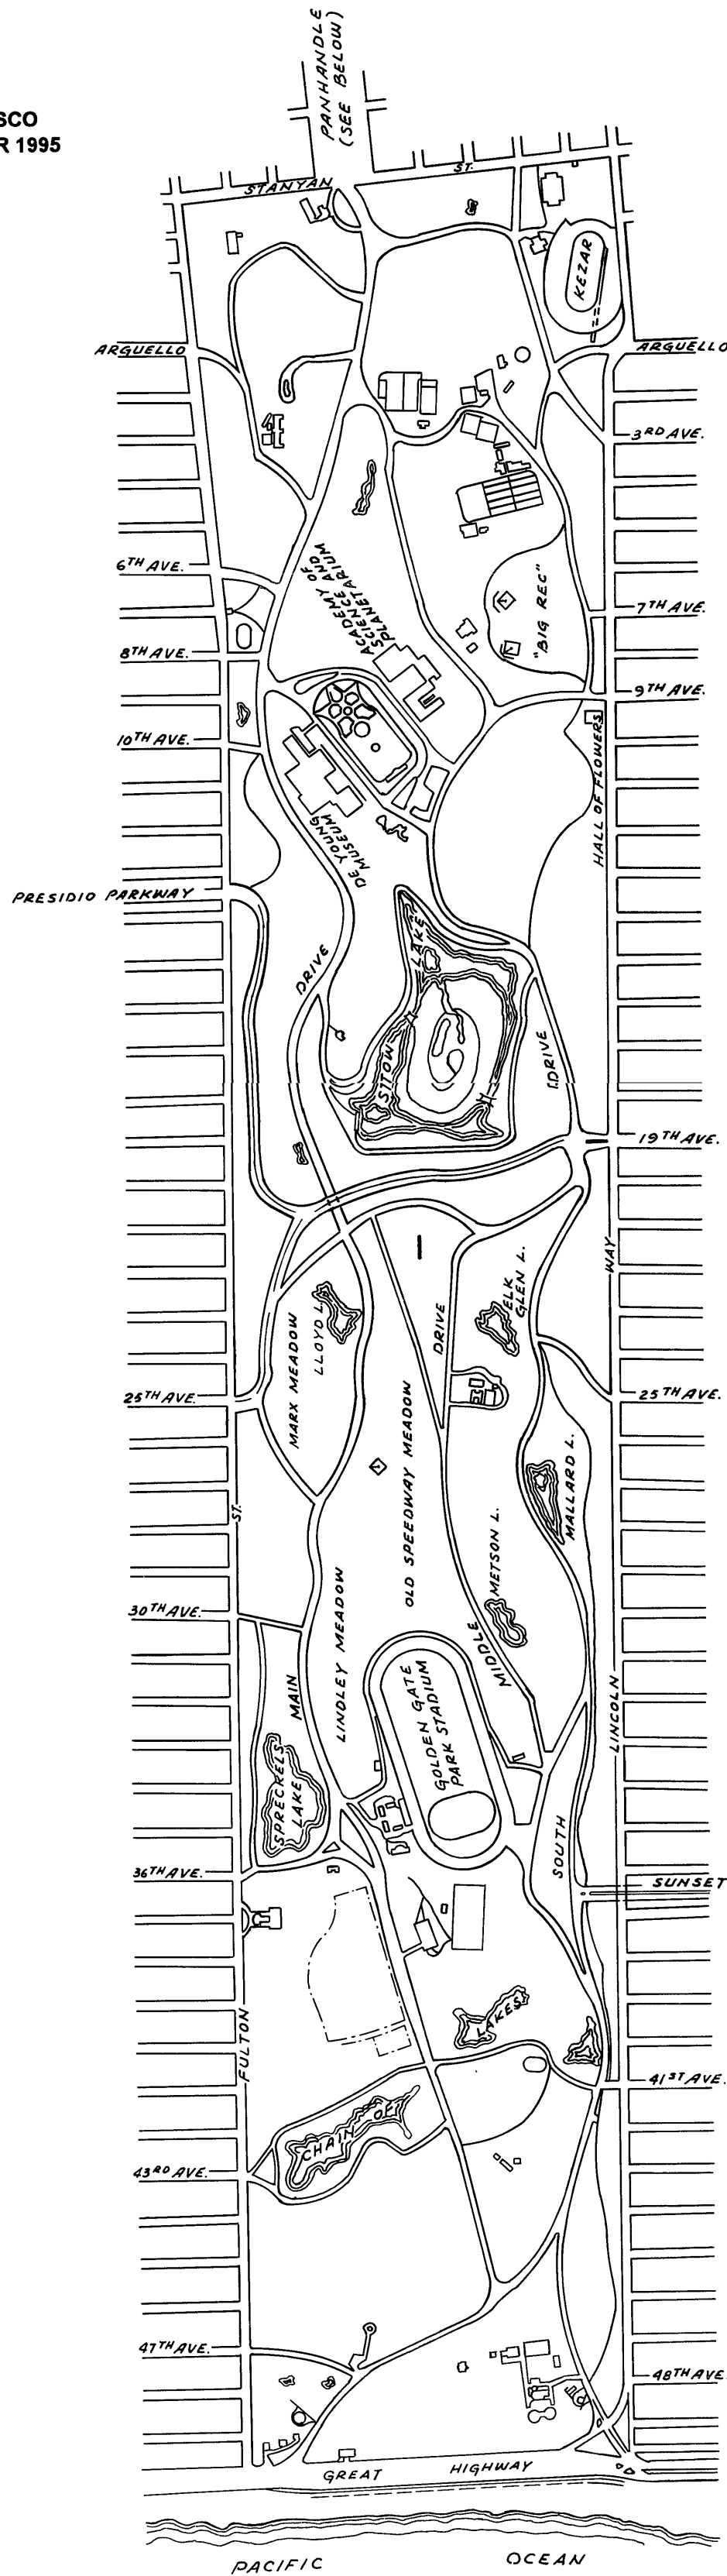 SCO
R 1995
PANHANDLE
(SEE BELOW)
STANYAN ST.
KEZAR
ARGUELLO
ARGUELLO
3RD AVE.
6TH AVE.
ACADEMY OF
SCIENCE AND
PLANETARIUM
"BIG REC"
7TH AVE.
8TH AVE.
9TH AVE.
10TH AVE.
HALL OF FLOWERS
DE YOUNG
MUSEUM
PRESIDIO PARKWAY
DRIVE
LAKE
SITOW
DRIVE
19TH AVE.
WAY
ELK
GLEN L.
LLOYD L.
MARX MEADOW
DRIVE
25TH AVE.
25TH AVE.
OLD SPEEDWAY MEADOW
MALLARD L.
ST.
METSON L.
LINDLEY MEADOW
30TH AVE.
MIDDLE
MAIN
LINCOLN
GOLDEN GATE
PARK STADIUM
SPRECKELS
LAKE
SOUTH
36TH AVE.
SUNSET
FULTON
LAKES
41ST AVE.
CHAIN OF
43RD AVE.
47TH AVE.
48TH AVE
GREAT HIGHWAY
PACIFIC OCEAN